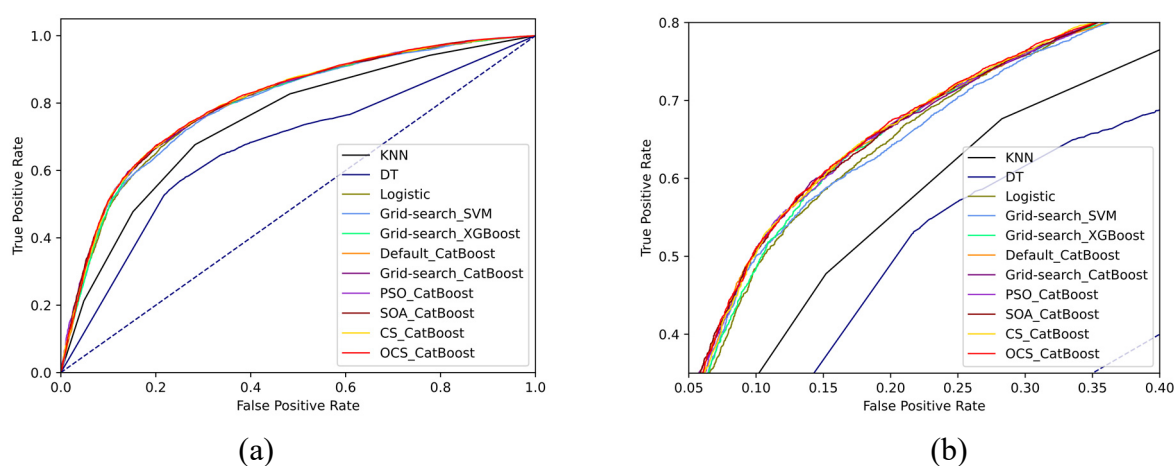 1.0
0.8
0.6
0.4
0.2
0.0
True Positive Rate
0.0 0.2 0.4 0.6 0.8 1.0
False Positive Rate
KNN
DT
Logistic
Grid-search_SVM
Grid-search_XGBoost
Default_CatBoost
Grid-search_CatBoost
PSO_CatBoost
SOA_CatBoost
CS_CatBoost
OCS_CatBoost
(a)
0.8
0.7
0.6
0.5
0.4
True Positive Rate
0.05 0.10 0.15 0.20 0.25 0.30 0.35 0.40
False Positive Rate
KNN
DT
Logistic
Grid-search_SVM
Grid-search_XGBoost
Default_CatBoost
Grid-search_CatBoost
PSO_CatBoost
SOA_CatBoost
CS_CatBoost
OCS_CatBoost
(b)